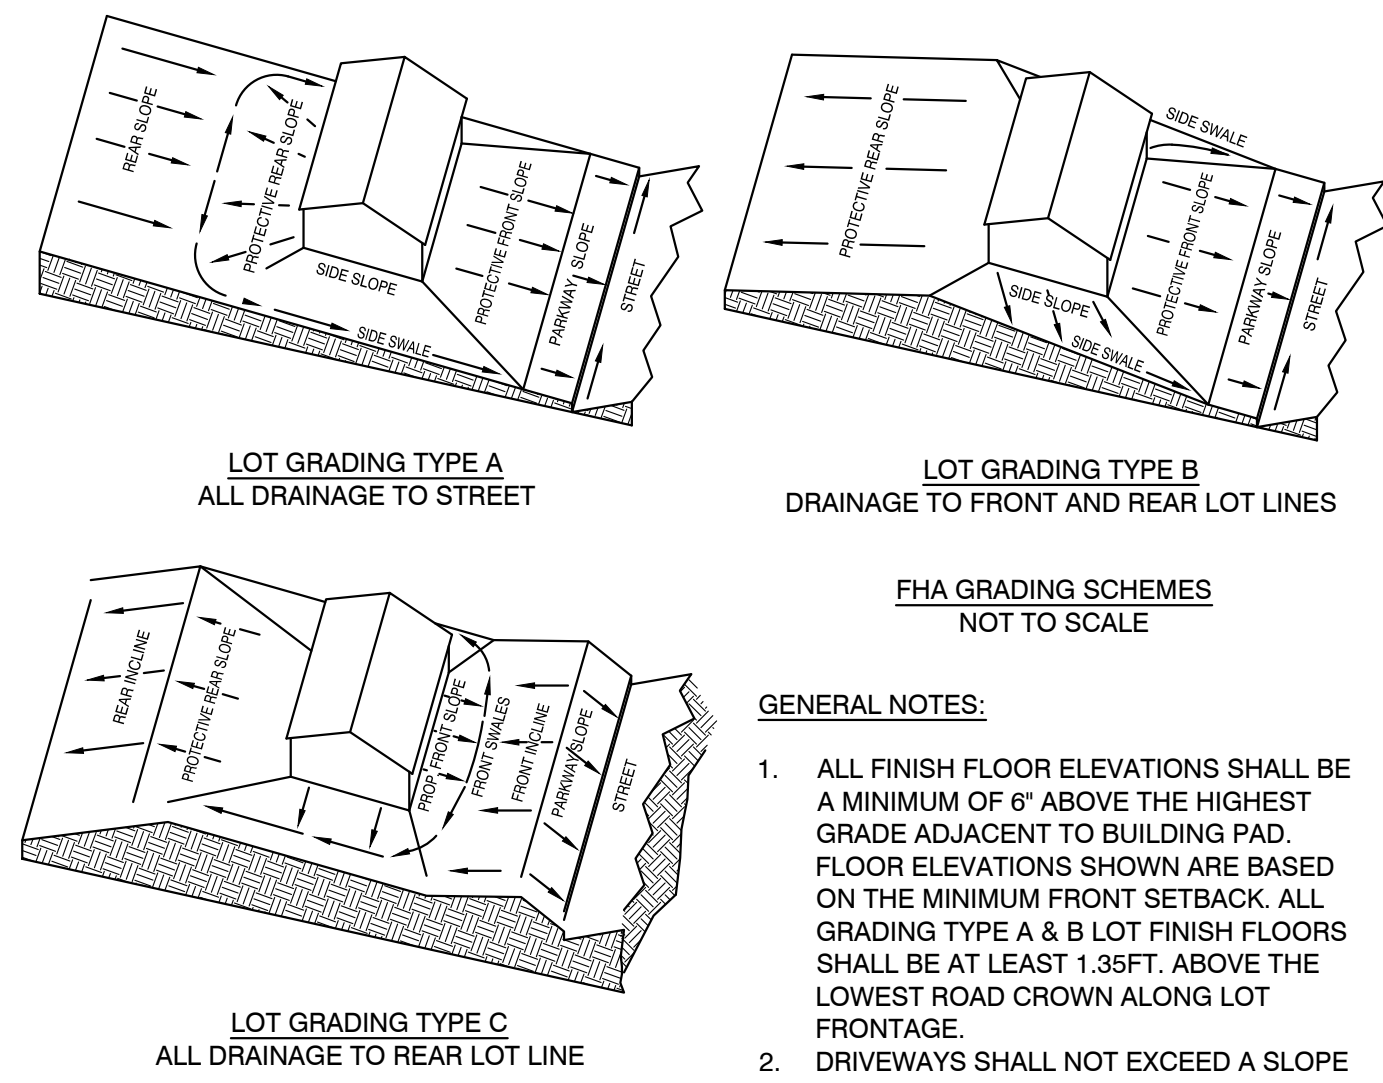 REAR SLOPE
PROTECTIVE REAR SLOPE
SIDE SLOPE
SIDE SWALE
PROTECTIVE FRONT SLOPE
PARKWAY SLOPE
STREET
LOT GRADING TYPE A
ALL DRAINAGE TO STREET
PROTECTIVE REAR SLOPE
SIDE SWALE
SIDE SLOPE
SIDE SWALE
PROTECTIVE FRONT SLOPE
PARKWAY SLOPE
STREET
LOT GRADING TYPE B
DRAINAGE TO FRONT AND REAR LOT LINES
REAR INCLINE
PROTECTIVE REAR SLOPE
PROP. FRONT SLOPE
FRONT SWALES
FRONT INCLINE
PARKWAY SLOPE
STREET
LOT GRADING TYPE C
ALL DRAINAGE TO REAR LOT LINE
FHA GRADING SCHEMES
NOT TO SCALE
GENERAL NOTES:
1. ALL FINISH FLOOR ELEVATIONS SHALL BE
A MINIMUM OF 6" ABOVE THE HIGHEST
GRADE ADJACENT TO BUILDING PAD.
FLOOR ELEVATIONS SHOWN ARE BASED
ON THE MINIMUM FRONT SETBACK. ALL
GRADING TYPE A & B LOT FINISH FLOORS
SHALL BE AT LEAST 1.35FT. ABOVE THE
LOWEST ROAD CROWN ALONG LOT
FRONTAGE.
2. DRIVEWAYS SHALL NOT EXCEED A SLOPE